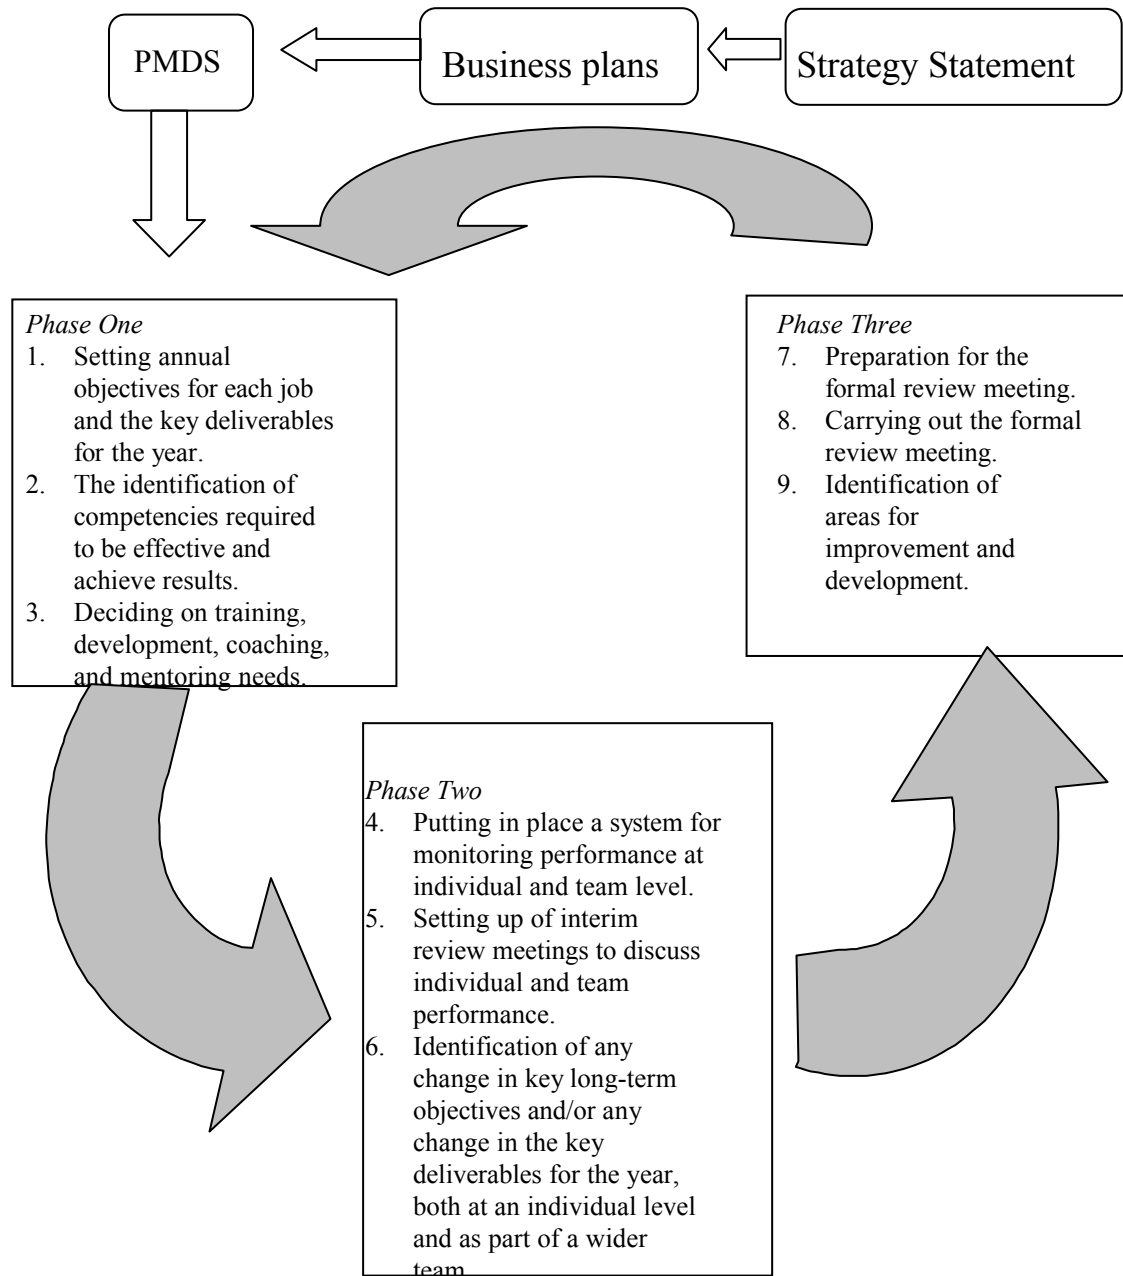 PMDS
Business plans
Strategy Statement
Phase One
1. Setting annual
objectives for each job
and the key deliverables
for the year.
2. The identification of
competencies required
to be effective and
achieve results.
3. Deciding on training,
development, coaching,
and mentoring needs.
Phase Three
7. Preparation for the
formal review meeting.
8. Carrying out the formal
review meeting.
9. Identification of
areas for
improvement and
development.
Phase Two
4. Putting in place a system for
monitoring performance at
individual and team level.
5. Setting up of interim
review meetings to discuss
individual and team
performance.
6. Identification of any
change in key long-term
objectives and/or any
change in the key
deliverables for the year,
both at an individual level
and as part of a wider
team